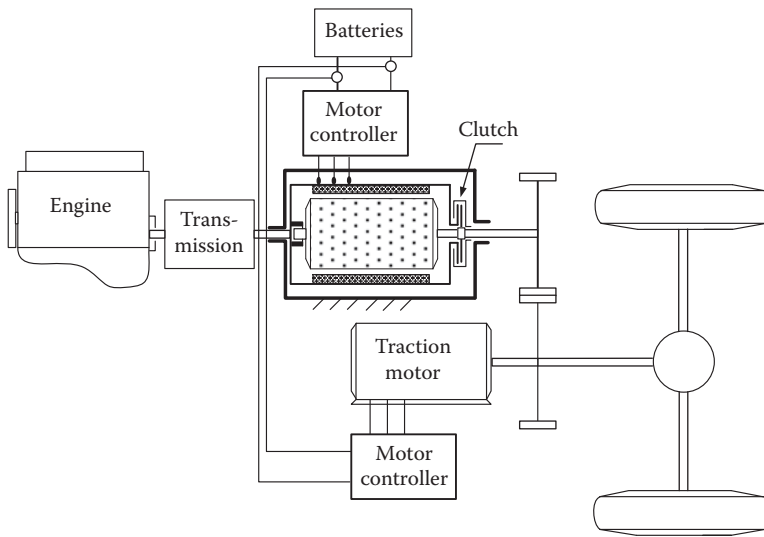 Batteries
Motor
controller
Clutch
Engine
Trans-
mission
Traction
motor
Motor
controller